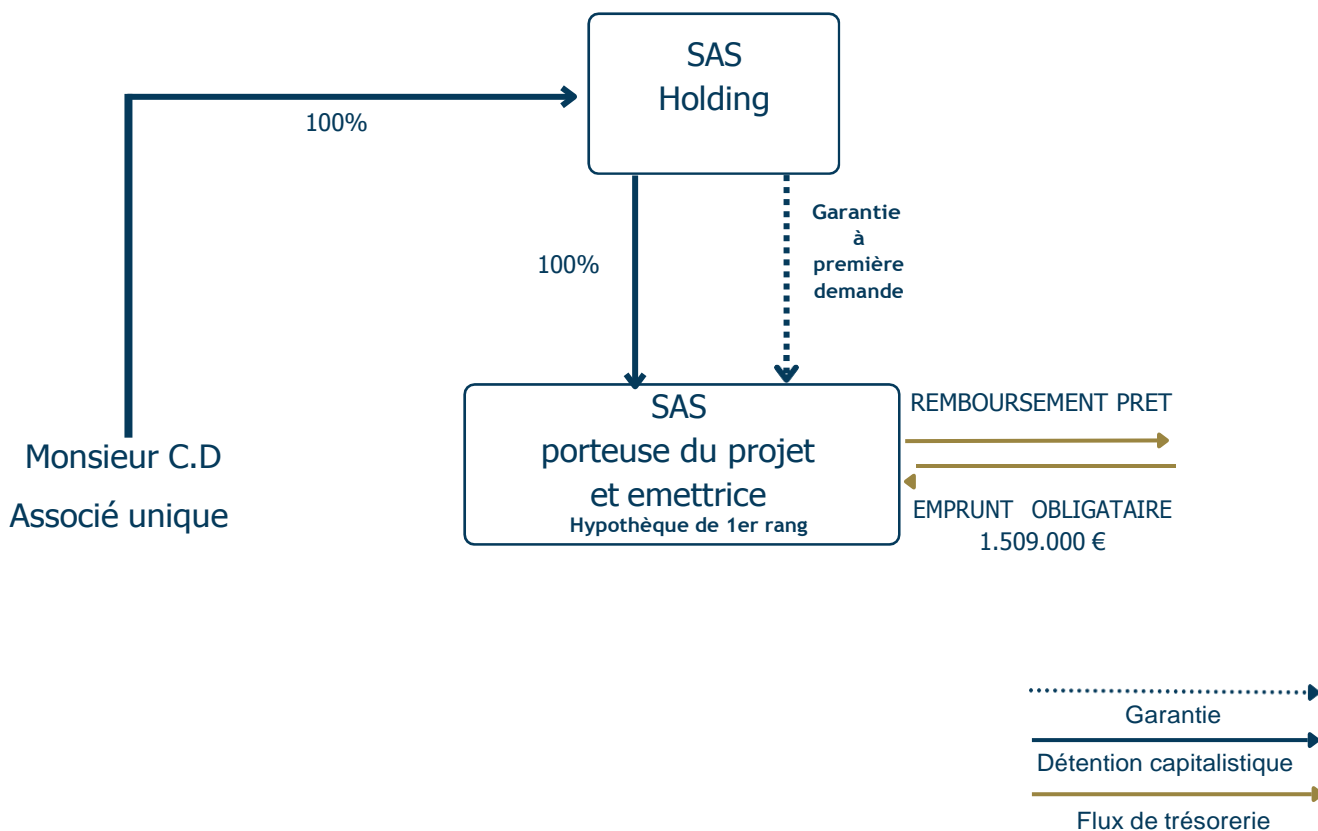 SAS
Holding
100%
100%
Garantie
à
première
demande
SAS
porteuse du projet
et emettrice
Hypothèque de 1er rang
REMBOURSEMENT PRET
EMPRUNT OBLIGATAIRE
1.509.000 €
Monsieur C.D
Associé unique
Garantie
Détention capitalistique
Flux de trésorerie